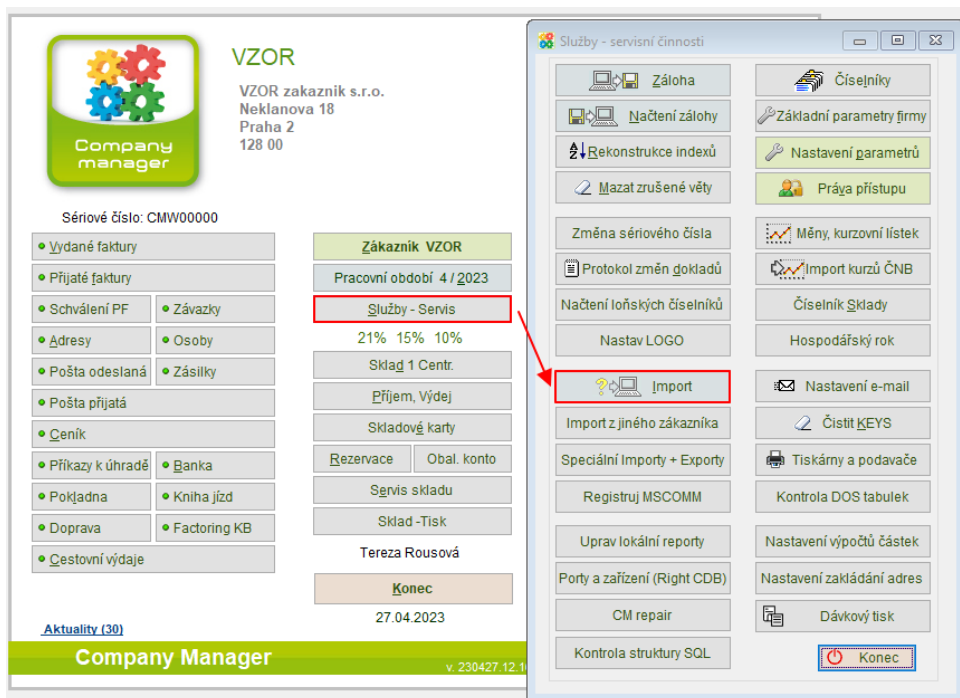 VZOR
VZOR zakaznik s.r.o.
Neklanova 18
Praha 2
128 00
Company
manager
Sériové číslo: CMW00000
Vydané faktury
Přijaté faktury
Schválení PF
Závazky
Adresy
Osoby
Pošta odeslaná
Zásilky
Pošta přijatá
Ceník
Příkazy k úhradě
Banka
Pokladna
Kniha jízd
Doprava
Factoring KB
Cestovní výdaje
Aktuality (30)
Zákazník VZOR
Pracovní období 4 / 2023
Služby - Servis
21% 15% 10%
Sklad 1 Centr.
Příjem, Výdej
Skladové karty
Rezervace
Obal. konto
Servis skladu
Sklad -Tisk
Tereza Rousová
Konec
27.04.2023
Company Manager
Služby - servisní činnosti
Záloha
Číselníky
Načtení zálohy
Základní parametry firmy
Rekonstrukce indexů
Nastavení parametrů
Mazat zrušené věty
Práva přístupu
Změna sériového čísla
Měny, kurzovní lístek
Protokol změn dokladů
Import kurzů ČNB
Načtení loňských číselníků
Číselník Sklady
Nastav LOGO
Hospodářský rok
Import
Nastavení e-mail
Import z jiného zákazníka
Čistit KEYS
Speciální Importy + Exporty
Tiskárny a podavače
Registruj MSCOMM
Kontrola DOS tabulek
Uprav lokální reporty
Nastavení výpočtů částek
Porty a zařízení (Right CDB)
Nastavení zakládání adres
CM repair
Dávkový tisk
Kontrola struktury SQL
Konec